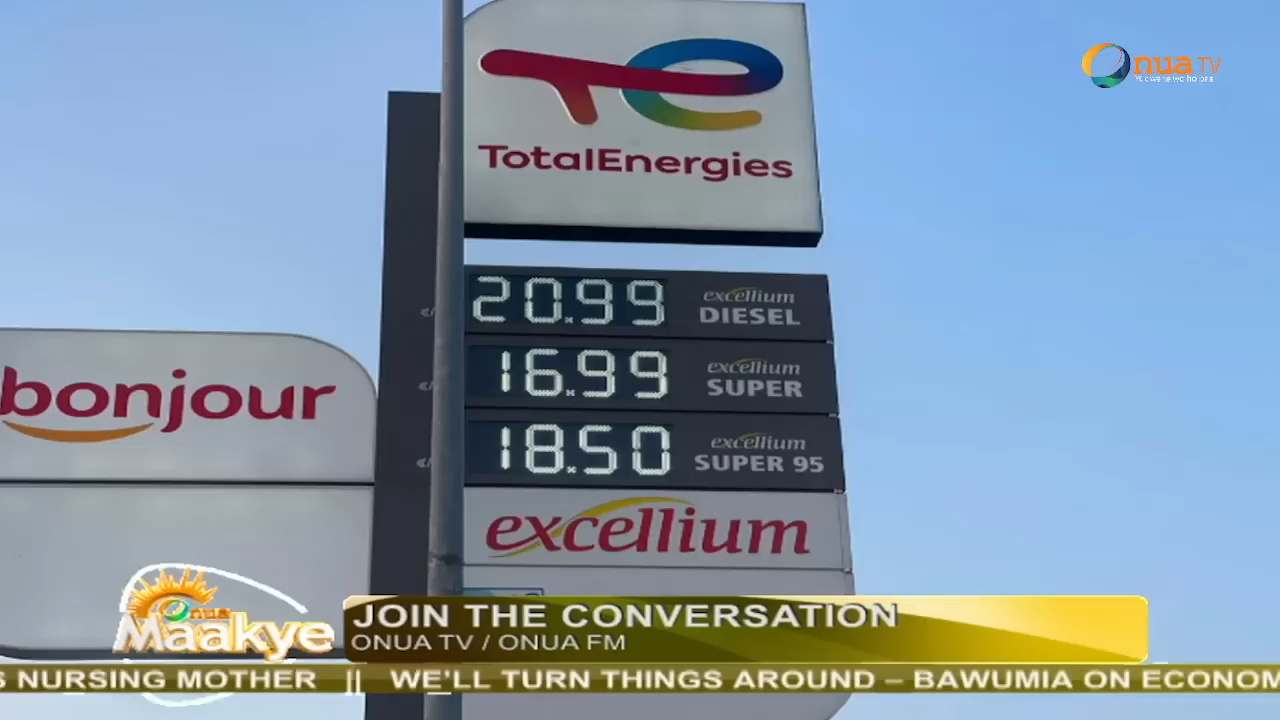 TotalEnergies
Onua TV
20.99 excellium DIESEL
16.99 excellium SUPER
18.50 excellium SUPER 95
bonjour
excellium
Onua
Maakye
JOIN THE CONVERSATION
ONUA TV / ONUA FM
S NURSING MOTHER || WE'LL TURN THINGS AROUND – BAWUMIA ON ECONOM